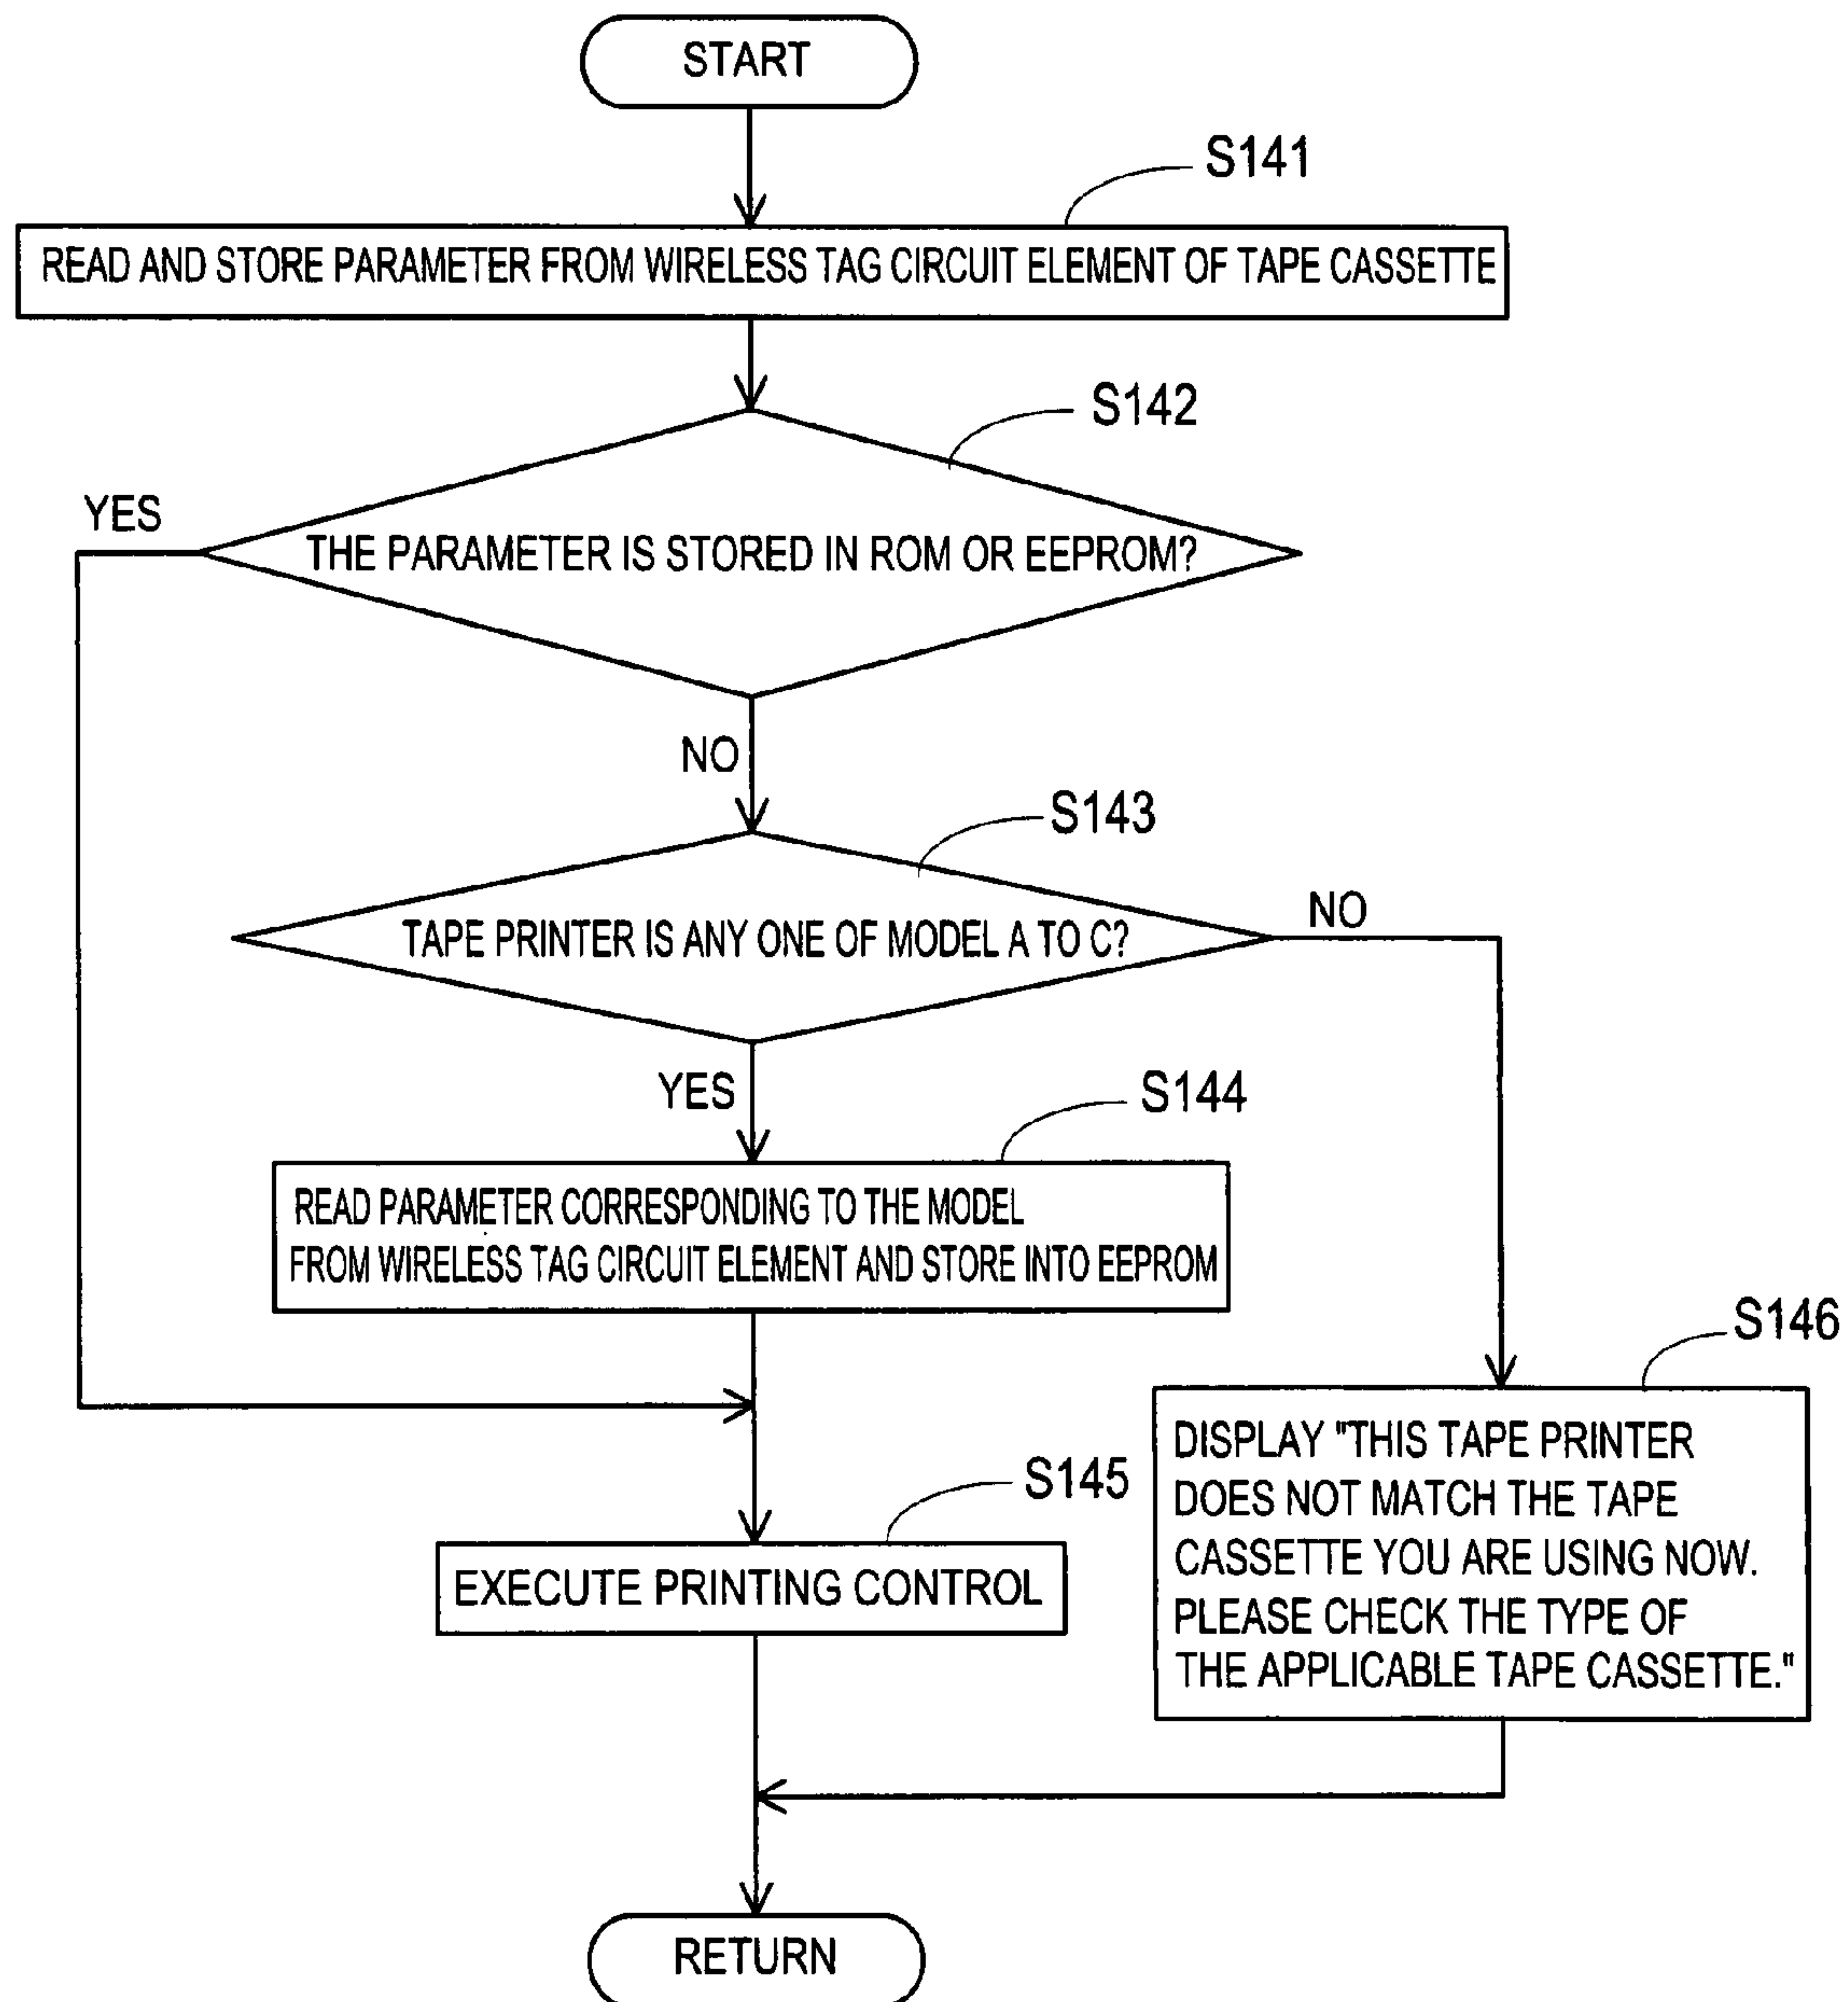 START
S141
READ AND STORE PARAMETER FROM WIRELESS TAG CIRCUIT ELEMENT OF TAPE CASSETTE
S142
YES
THE PARAMETER IS STORED IN ROM OR EEPROM?
NO
S143
NO
TAPE PRINTER IS ANY ONE OF MODEL A TO C?
YES
S144
READ PARAMETER CORRESPONDING TO THE MODEL
FROM WIRELESS TAG CIRCUIT ELEMENT AND STORE INTO EEPROM
S146
DISPLAY "THIS TAPE PRINTER
DOES NOT MATCH THE TAPE
CASSETTE YOU ARE USING NOW.
PLEASE CHECK THE TYPE OF
THE APPLICABLE TAPE CASSETTE."
S145
EXECUTE PRINTING CONTROL
RETURN